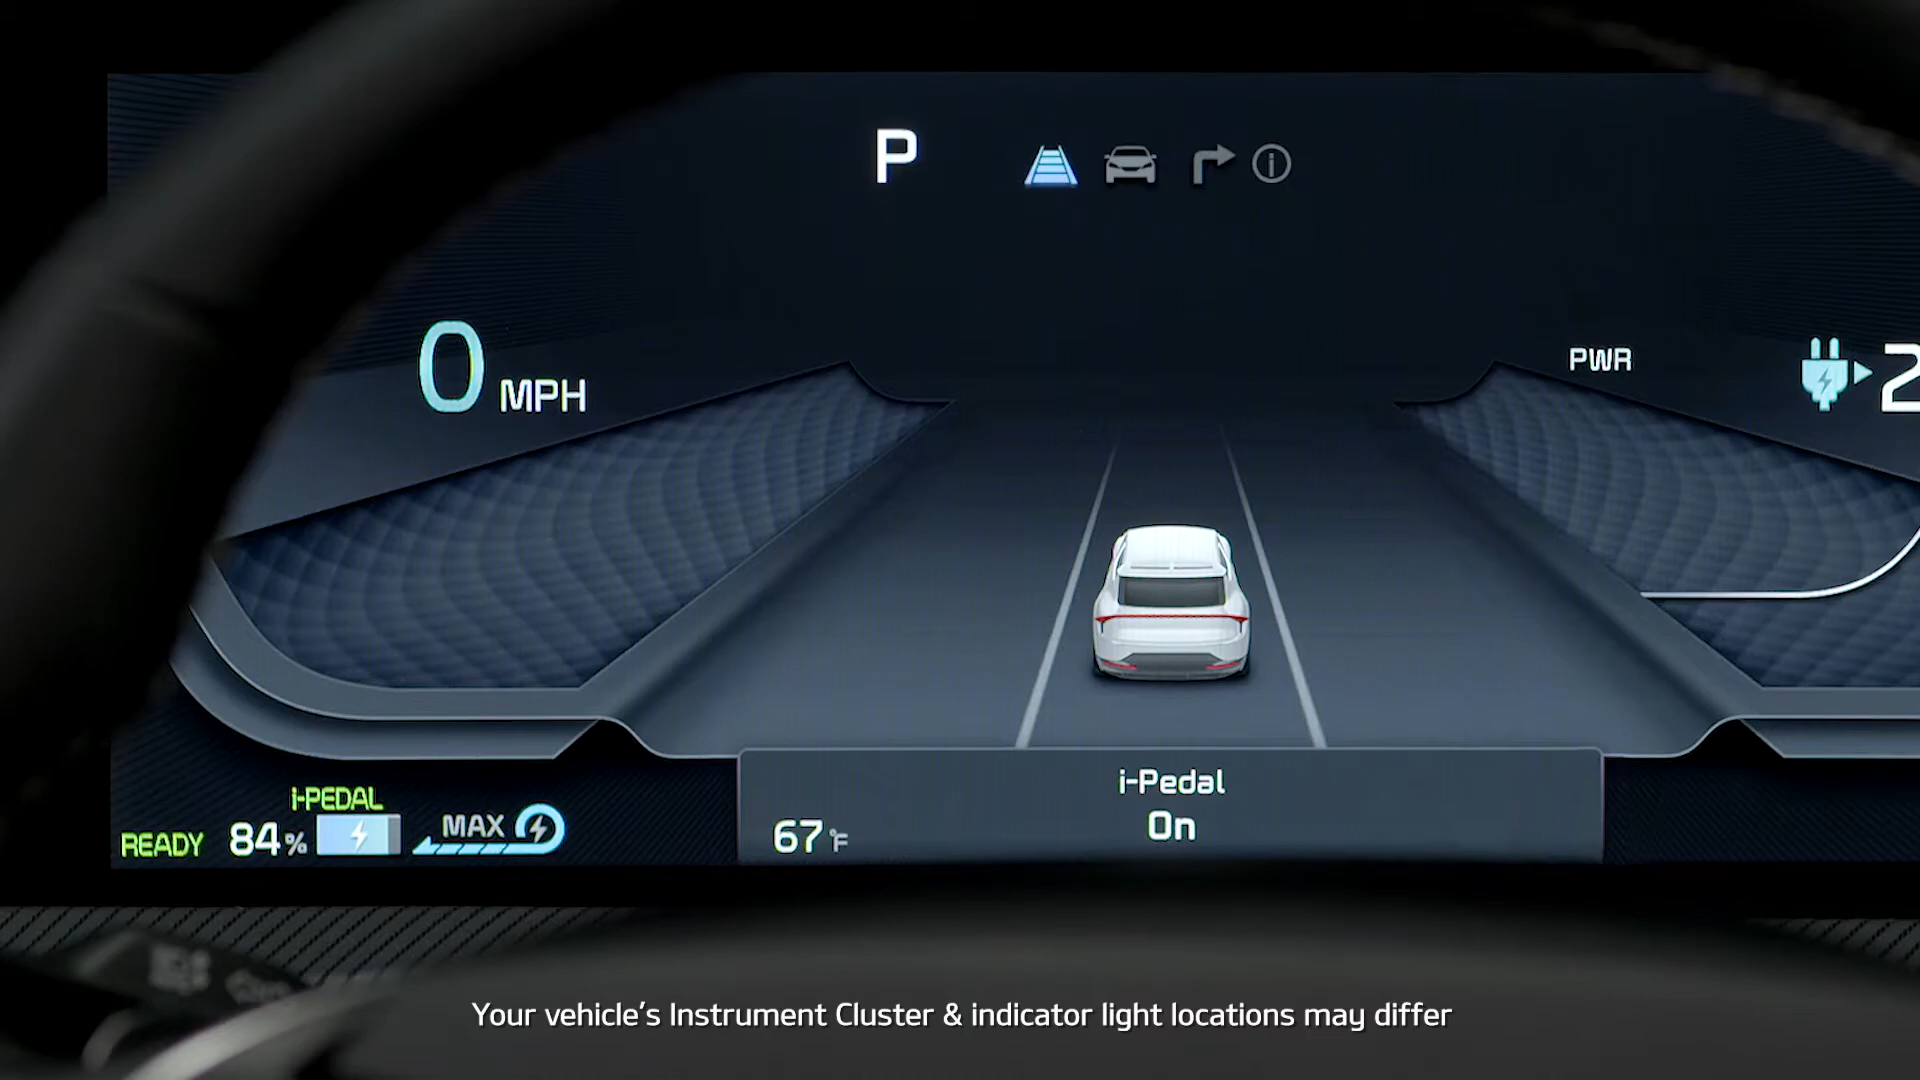 P
0 MPH
PWR
2
i-PEDAL
READY 84% MAX
i-Pedal
On
67°F
Your vehicle's Instrument Cluster & indicator light locations may differ